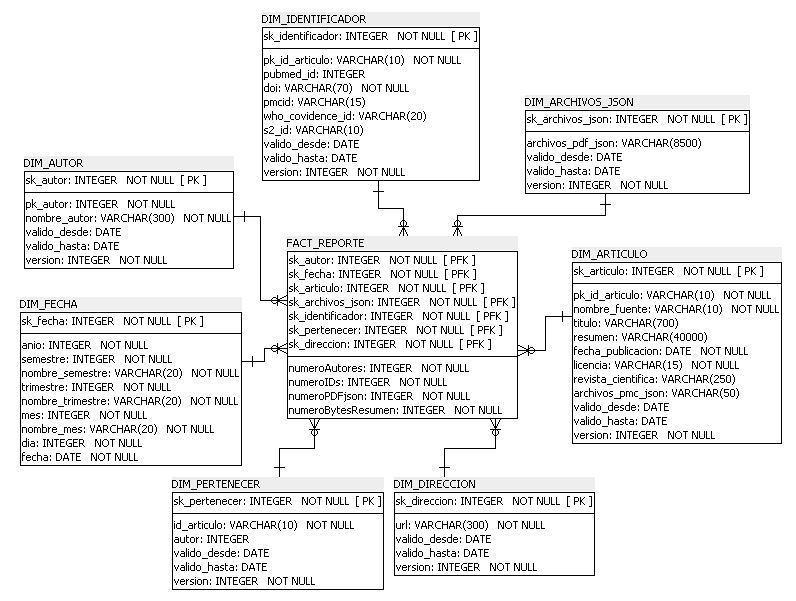 DIM_IDENTIFICADOR
sk_identificador: INTEGER NOT NULL [ PK ]
pk_id_articulo: VARCHAR(10) NOT NULL
pubmed_id: INTEGER
doi: VARCHAR(70) NOT NULL
pmcid: VARCHAR(15)
who_covidence_id: VARCHAR(20)
s2_id: VARCHAR(10)
valido_desde: DATE
valido_hasta: DATE
version: INTEGER NOT NULL
DIM_ARCHIVOS_JSON
sk_archivos_json: INTEGER NOT NULL [ PK ]
archivos_pdf_json: VARCHAR(8500)
valido_desde: DATE
valido_hasta: DATE
version: INTEGER NOT NULL
DIM_AUTOR
sk_autor: INTEGER NOT NULL [ PK ]
pk_autor: INTEGER NOT NULL
nombre_autor: VARCHAR(300) NOT NULL
valido_desde: DATE
valido_hasta: DATE
version: INTEGER NOT NULL
FACT_REPORTE
sk_autor: INTEGER NOT NULL [ PFK ]
sk_fecha: INTEGER NOT NULL [ PFK ]
sk_articulo: INTEGER NOT NULL [ PFK ]
sk_archivos_json: INTEGER NOT NULL [ PFK ]
sk_identificador: INTEGER NOT NULL [ PFK ]
sk_pertenecer: INTEGER NOT NULL [ PFK ]
sk_direccion: INTEGER NOT NULL [ PFK ]
numeroAutores: INTEGER NOT NULL
numeroIDs: INTEGER NOT NULL
numeroPDFjson: INTEGER NOT NULL
numeroBytesResumen: INTEGER NOT NULL
DIM_ARTICULO
sk_articulo: INTEGER NOT NULL [ PK ]
pk_id_articulo: VARCHAR(10) NOT NULL
nombre_fuente: VARCHAR(10) NOT NULL
titulo: VARCHAR(700)
resumen: VARCHAR(40000)
fecha_publicacion: DATE NOT NULL
licencia: VARCHAR(15) NOT NULL
revista_cientifica: VARCHAR(250)
archivos_pmc_json: VARCHAR(50)
valido_desde: DATE
valido_hasta: DATE
version: INTEGER NOT NULL
DIM_FECHA
sk_fecha: INTEGER NOT NULL [ PK ]
anio: INTEGER NOT NULL
semestre: INTEGER NOT NULL
nombre_semestre: VARCHAR(20) NOT NULL
trimestre: INTEGER NOT NULL
nombre_trimestre: VARCHAR(20) NOT NULL
mes: INTEGER NOT NULL
nombre_mes: VARCHAR(20) NOT NULL
dia: INTEGER NOT NULL
fecha: DATE NOT NULL
DIM_PERTENECER
sk_pertenecer: INTEGER NOT NULL [ PK ]
id_articulo: VARCHAR(10) NOT NULL
autor: INTEGER
valido_desde: DATE
valido_hasta: DATE
version: INTEGER NOT NULL
DIM_DIRECCION
sk_direccion: INTEGER NOT NULL [ PK ]
url: VARCHAR(300) NOT NULL
valido_desde: DATE
valido_hasta: DATE
version: INTEGER NOT NULL